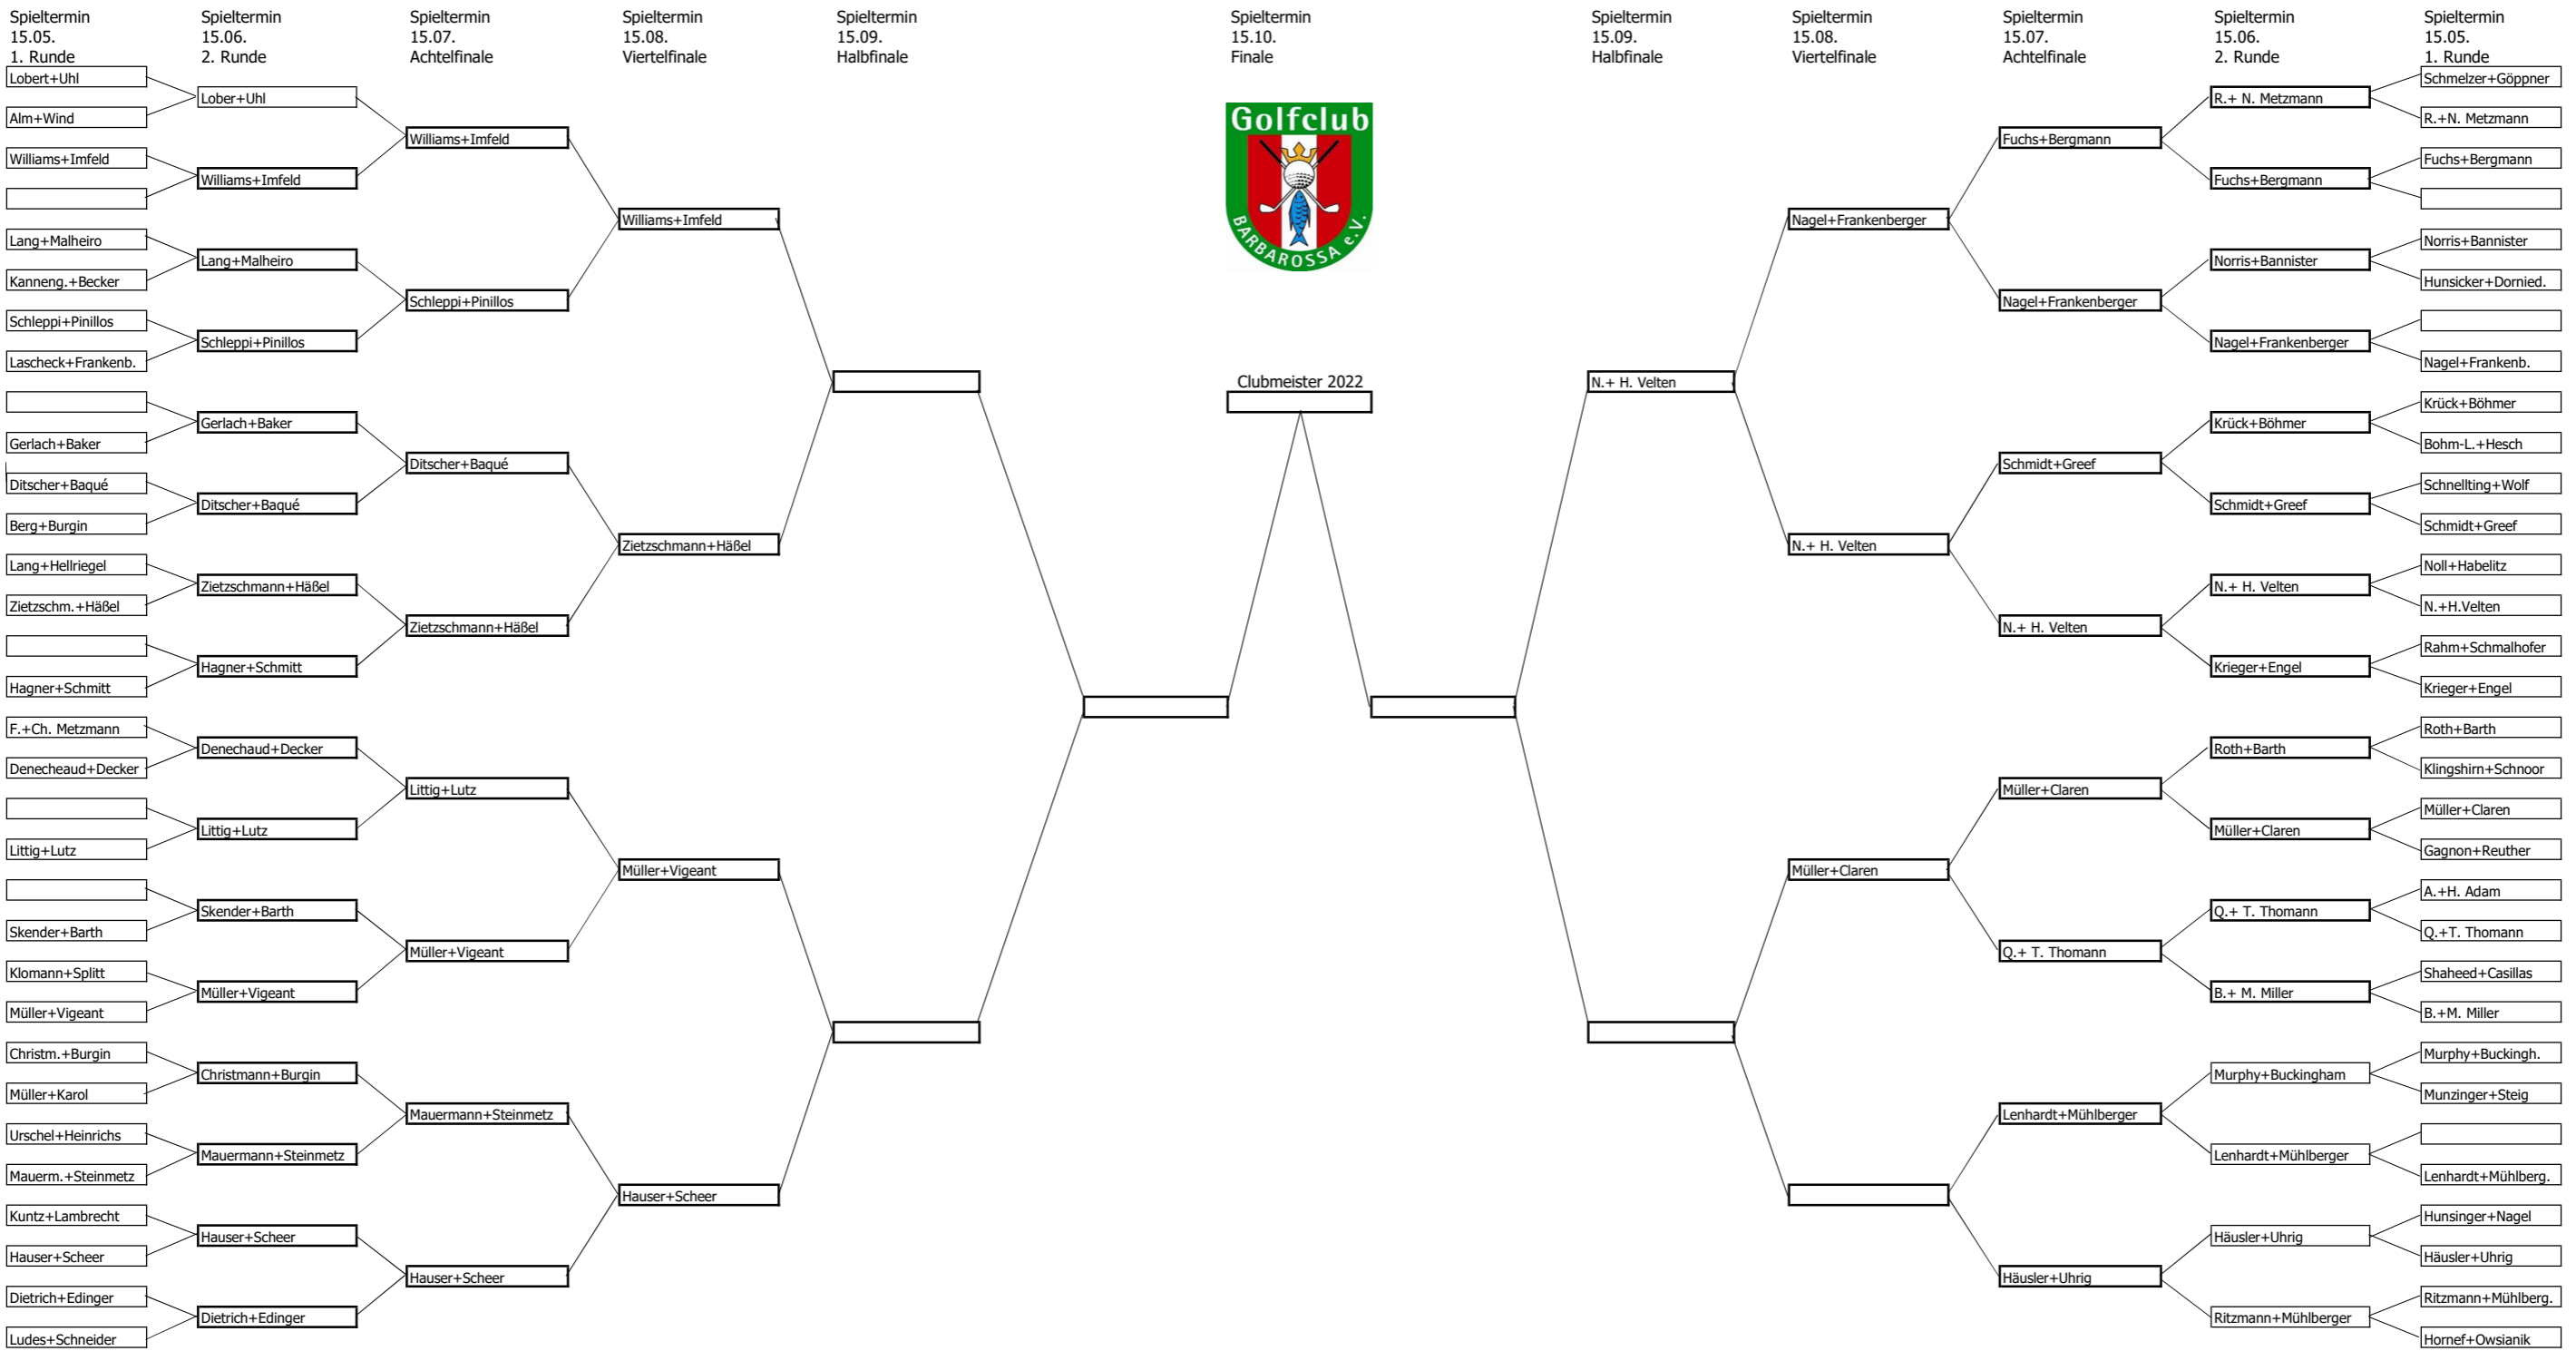 Spieltermin
15.05.
1. Runde
Lobert+Uhl
Alm+Wind
Williams+Imfeld
Lang+Malheiro
Kanneng.+Becker
Schleppi+Pinillos
Lascheck+Frankenb.
Gerlach+Baker
Ditscher+Baqué
Berg+Burgin
Lang+Hellriegel
Zietzschm.+Häßel
Hagner+Schmitt
F.+Ch. Metzmann
Denecheaud+Decker
Littig+Lutz
Skender+Barth
Klomann+Splitt
Müller+Vigeant
Christm.+Burgin
Müller+Karol
Urschel+Heinrichs
Mauerm.+Steinmetz
Kuntz+Lambrecht
Hauser+Scheer
Dietrich+Edinger
Ludes+Schneider
Spieltermin
15.06.
2. Runde
Lober+Uhl
Williams+Imfeld
Lang+Malheiro
Schleppi+Pinillos
Gerlach+Baker
Ditscher+Baqué
Zietzschmann+Häßel
Hagner+Schmitt
Denechaud+Decker
Littig+Lutz
Skender+Barth
Müller+Vigeant
Christmann+Burgin
Mauermann+Steinmetz
Hauser+Scheer
Dietrich+Edinger
Spieltermin
15.07.
Achtelfinale
Williams+Imfeld
Schleppi+Pinillos
Ditscher+Baqué
Zietzschmann+Häßel
Littig+Lutz
Müller+Vigeant
Mauermann+Steinmetz
Hauser+Scheer
Spieltermin
15.08.
Viertelfinale
Williams+Imfeld
Zietzschmann+Häßel
Müller+Vigeant
Hauser+Scheer
Spieltermin
15.09.
Halbfinale
Spieltermin
15.10.
Finale
Golfclub
BARBAROSSA e.V.
Clubmeister 2022
Spieltermin
15.09.
Halbfinale
N.+ H. Velten
Spieltermin
15.08.
Viertelfinale
Nagel+Frankenberger
N.+ H. Velten
Müller+Claren
Spieltermin
15.07.
Achtelfinale
Fuchs+Bergmann
Nagel+Frankenberger
Schmidt+Greef
N.+ H. Velten
Müller+Claren
Q.+ T. Thomann
Lenhardt+Mühlberger
Häusler+Uhrig
Spieltermin
15.06.
2. Runde
R.+ N. Metzmann
Fuchs+Bergmann
Norris+Bannister
Nagel+Frankenberger
Krück+Böhmer
Schmidt+Greef
N.+ H. Velten
Krieger+Engel
Roth+Barth
Müller+Claren
Q.+ T. Thomann
B.+ M. Miller
Murphy+Buckingham
Lenhardt+Mühlberger
Häusler+Uhrig
Ritzmann+Mühlberger
Spieltermin
15.05.
1. Runde
Schmelzer+Göppner
R.+N. Metzmann
Fuchs+Bergmann
Norris+Bannister
Hunsicker+Dornied.
Nagel+Frankenb.
Krück+Böhmer
Bohm-L.+Hesch
Schnellting+Wolf
Schmidt+Greef
Noll+Habelitz
N.+H.Velten
Rahm+Schmalhofer
Krieger+Engel
Roth+Barth
Klingshirn+Schnoor
Müller+Claren
Gagnon+Reuther
A.+H. Adam
Q.+T. Thomann
Shaheed+Casillas
B.+M. Miller
Murphy+Buckingh.
Munzinger+Steig
Lenhardt+Mühlberg.
Hunsinger+Nagel
Häusler+Uhrig
Ritzmann+Mühlberg.
Hornef+Owsianik